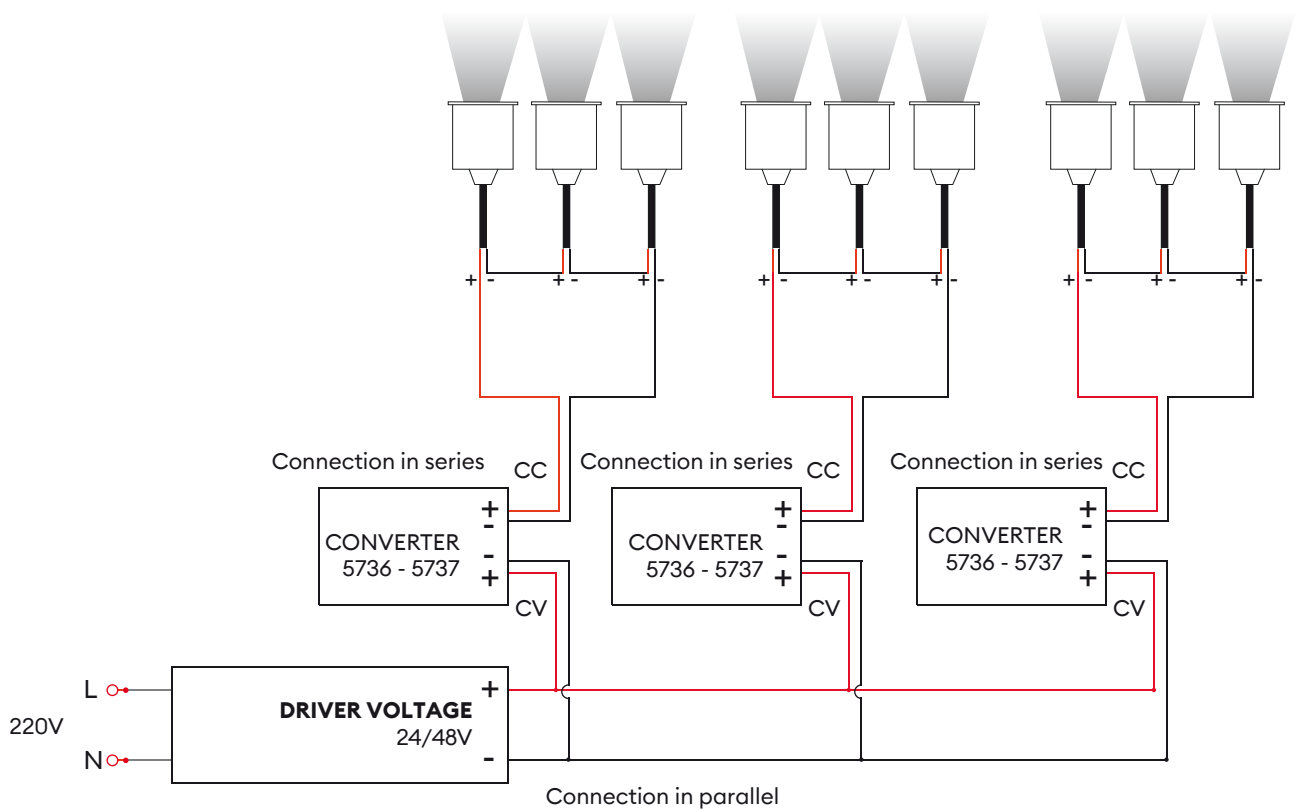 + - + - + -
+ - + - + -
+ - + - + -
Connection in series
CC
Connection in series
CC
Connection in series
CC
+
-
CONVERTER
5736 - 5737
-
+
+
-
CONVERTER
5736 - 5737
-
+
+
-
CONVERTER
5736 - 5737
-
+
CV
CV
CV
L
220V
N
+
DRIVER VOLTAGE
24/48V
-
Connection in parallel